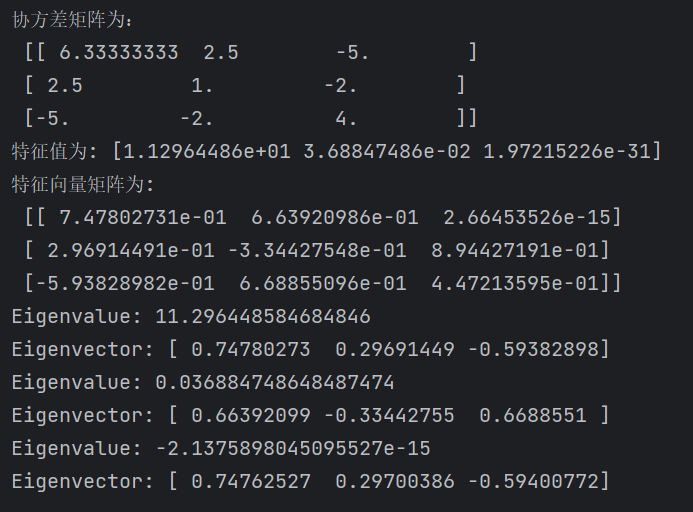 协方差矩阵为:
[[ 6.33333333  2.5        -5.        ]
[ 2.5         1.         -2.        ]
[-5.         -2.          4.        ]]
特征值为: [1.12964486e+01 3.68847486e-02 1.97215226e-31]
特征向量矩阵为:
[[ 7.47802731e-01  6.63920986e-01  2.66453526e-15]
[ 2.96914491e-01 -3.34427548e-01  8.94427191e-01]
[-5.93828982e-01  6.68855096e-01  4.47213595e-01]]
Eigenvalue: 11.296448584684846
Eigenvector: [ 0.74780273  0.29691449 -0.59382898]
Eigenvalue: 0.036884748648487474
Eigenvector: [ 0.66392099 -0.33442755  0.6688551 ]
Eigenvalue: -2.1375898045095527e-15
Eigenvector: [ 0.74762527  0.29700386 -0.59400772]